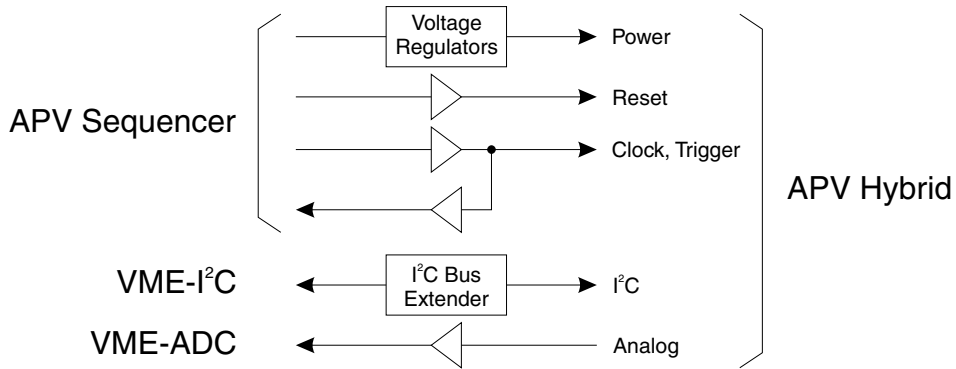 Voltage
Regulators
Power
Reset
APV Sequencer
Clock, Trigger
APV Hybrid
VME-I²C
I²C Bus
Extender
I²C
VME-ADC
Analog